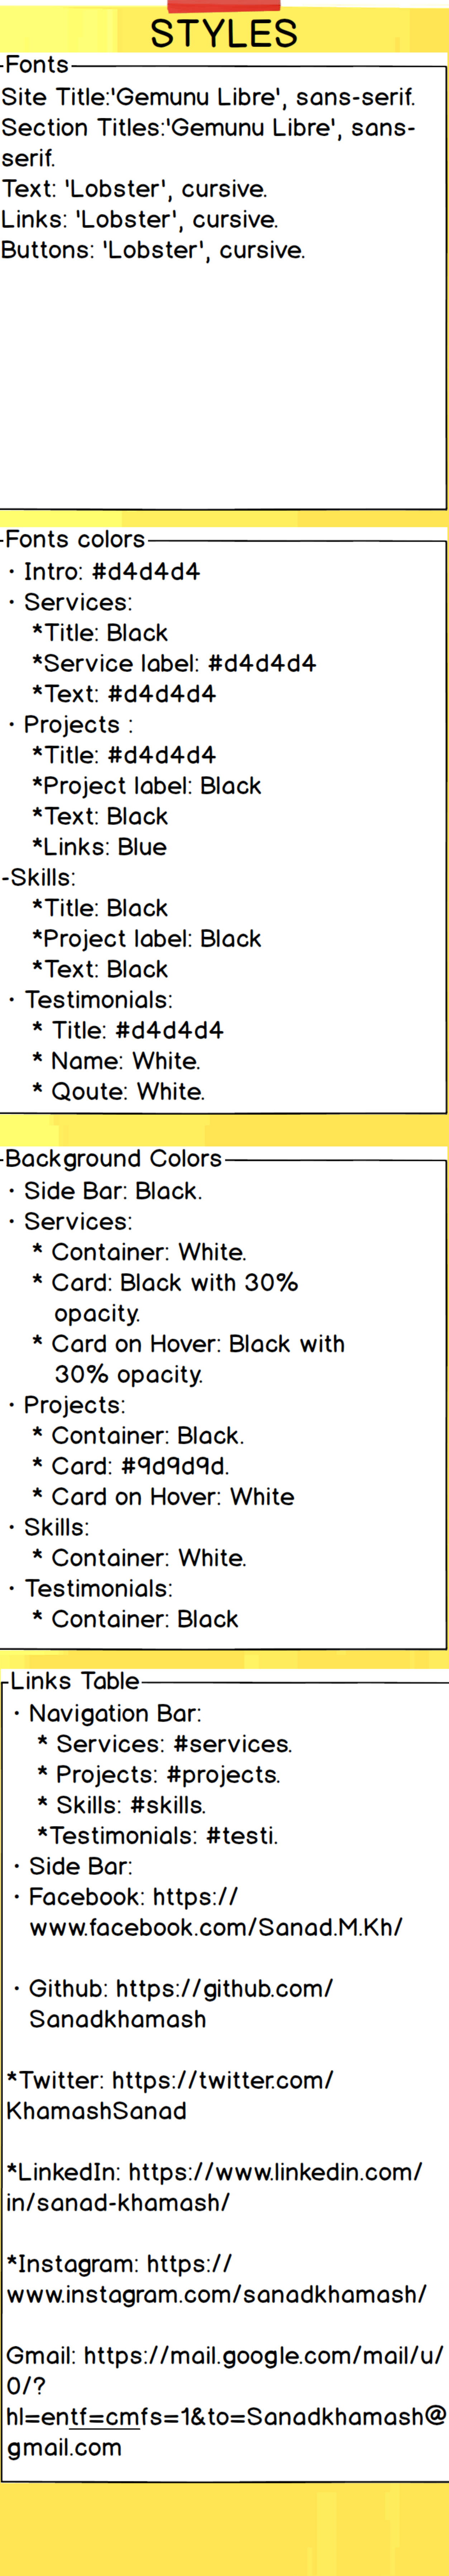 STYLES
Fonts
Site Title:'Gemunu Libre', sans-serif.
Section Titles:'Gemunu Libre', sans-
serif.
Text: 'Lobster', cursive.
Links: 'Lobster', cursive.
Buttons: 'Lobster', cursive.
Fonts colors
· Intro: #d4d4d4
· Services:
*Title: Black
*Service label: #d4d4d4
*Text: #d4d4d4
· Projects :
*Title: #d4d4d4
*Project label: Black
*Text: Black
*Links: Blue
-Skills:
*Title: Black
*Project label: Black
*Text: Black
· Testimonials:
* Title: #d4d4d4
* Name: White.
* Qoute: White.
Background Colors
· Side Bar: Black.
· Services:
* Container: White.
* Card: Black with 30%
opacity.
* Card on Hover: Black with
30% opacity.
· Projects:
* Container: Black.
* Card: #9d9d9d.
* Card on Hover: White
· Skills:
* Container: White.
· Testimonials:
* Container: Black
Links Table
· Navigation Bar:
* Services: #services.
* Projects: #projects.
* Skills: #skills.
*Testimonials: #testi.
· Side Bar:
· Facebook: https://
www.facebook.com/Sanad.M.Kh/
· Github: https://github.com/
Sanadkhamash
*Twitter: https://twitter.com/
KhamashSanad
*LinkedIn: https://www.linkedin.com/
in/sanad-khamash/
*Instagram: https://
www.instagram.com/sanadkhamash/
Gmail: https://mail.google.com/mail/u/
0/?
hl=entf=cmfs=1&to=Sanadkhamash@
gmail.com